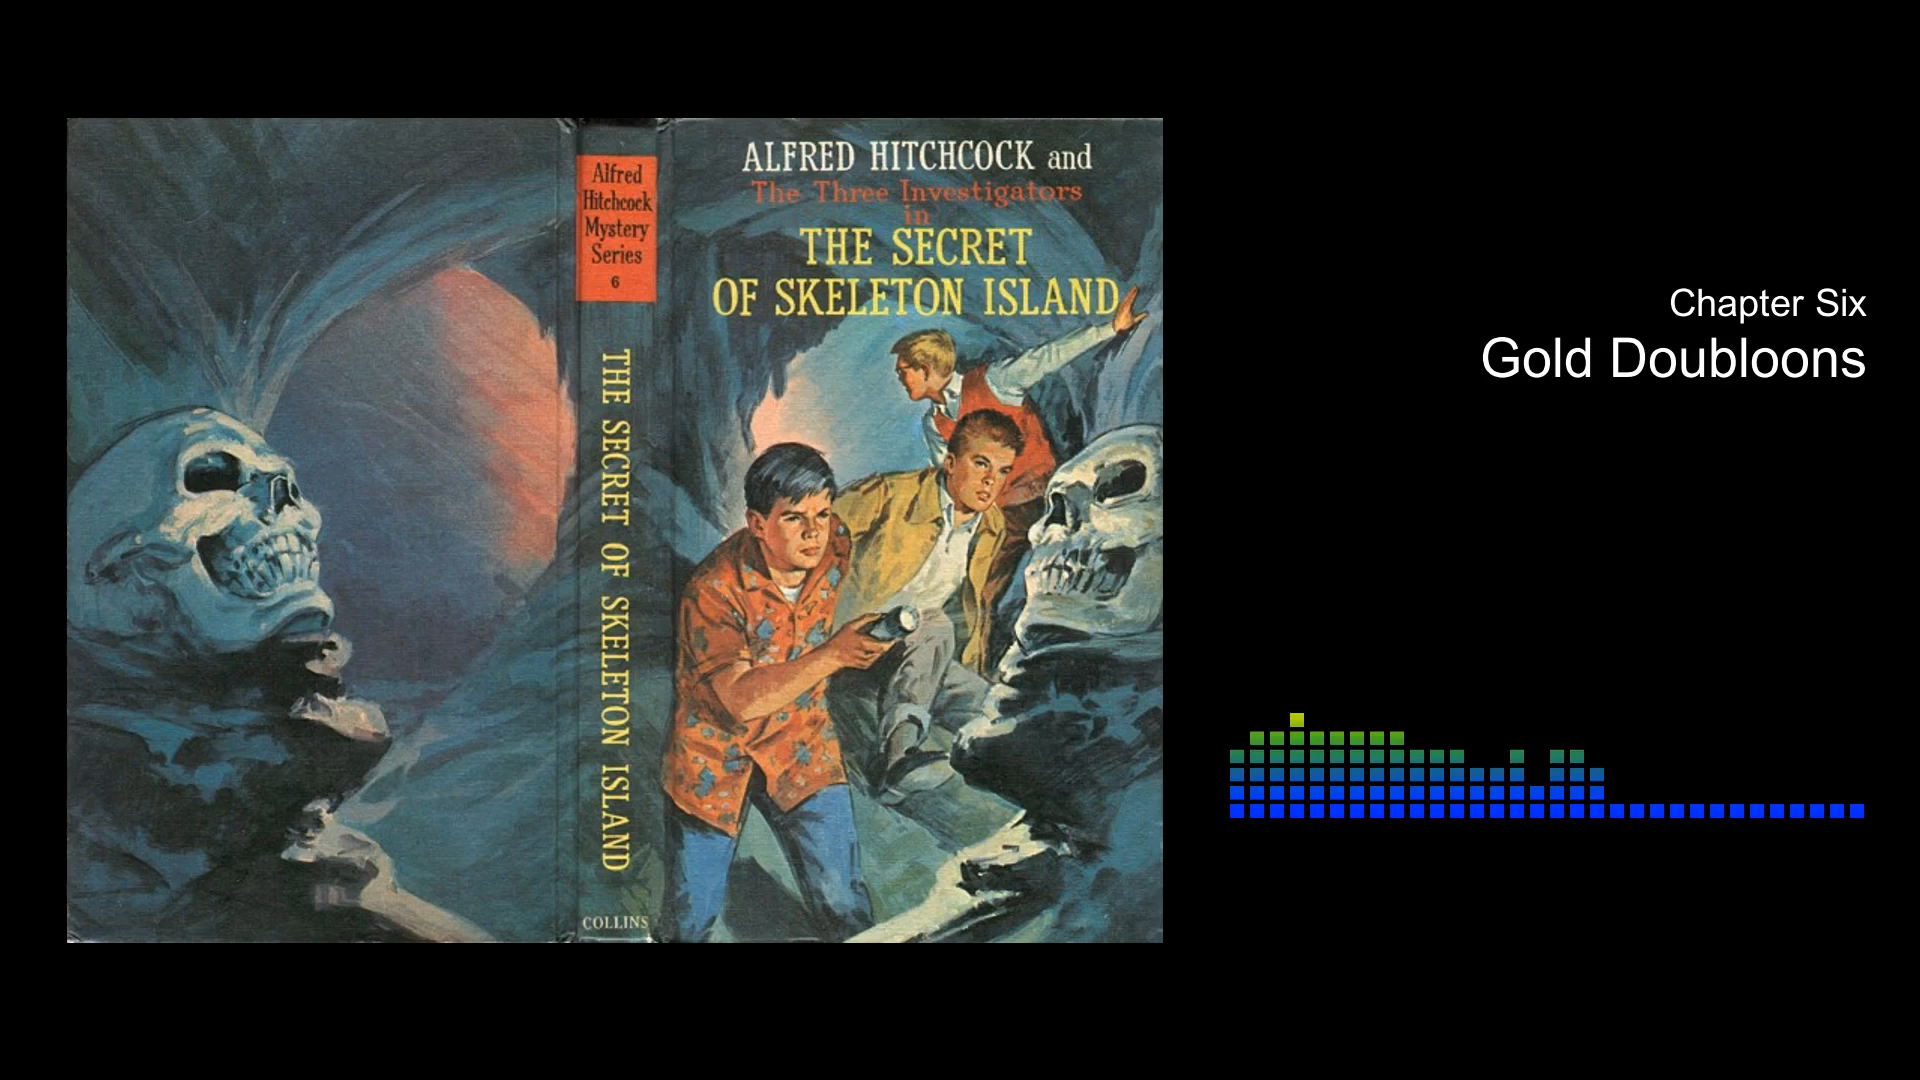 Alfred
Hitchcock
Mystery
Series
6
THE SECRET OF SKELETON ISLAND
COLLINS
ALFRED HITCHCOCK and
The Three Investigators
in
THE SECRET
OF SKELETON ISLAND
Chapter Six
Gold Doubloons